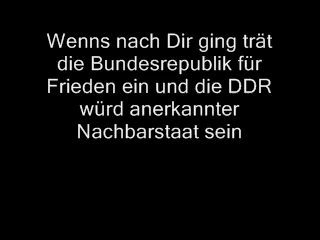 Wenns nach Dir ging trät
die Bundesrepublik für
Frieden ein und die DDR
würd anerkannter
Nachbarstaat sein